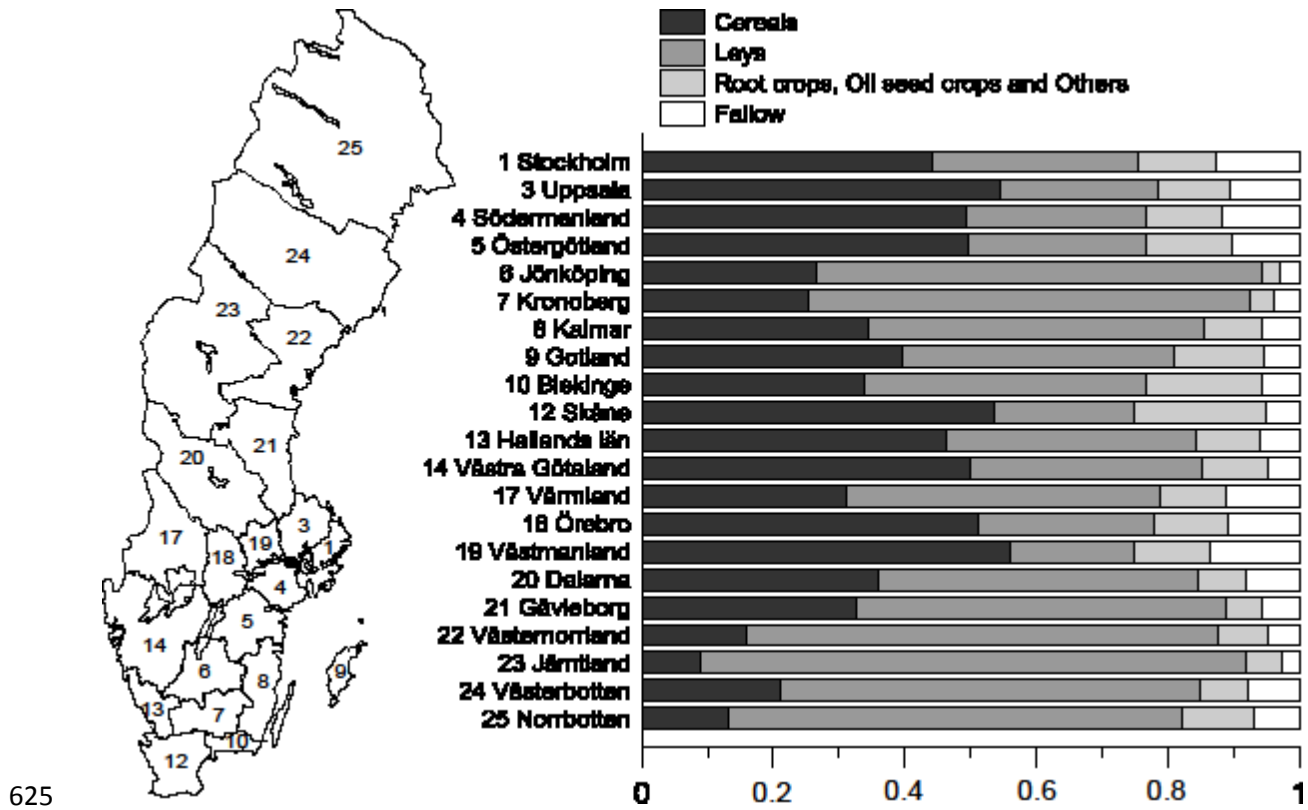 Cereals
Leys
Root crops, Oil seed crops and Others
Fallow
1 Stockholm
3 Uppsala
4 Södermanland
5 Östergötland
6 Jönköping
7 Kronoberg
8 Kalmar
9 Gotland
10 Blekinge
12 Skåne
13 Hallands län
14 Västra Götaland
17 Värmland
18 Örebro
19 Västmanland
20 Dalarna
21 Gävleborg
22 Västernorrland
23 Jämtland
24 Västerbotten
25 Norrbotten
0 0.2 0.4 0.6 0.8 1
25
24
23
22
21
20
3
17
19
1
18
4
5
14
6
9
8
13
7
10
12
625